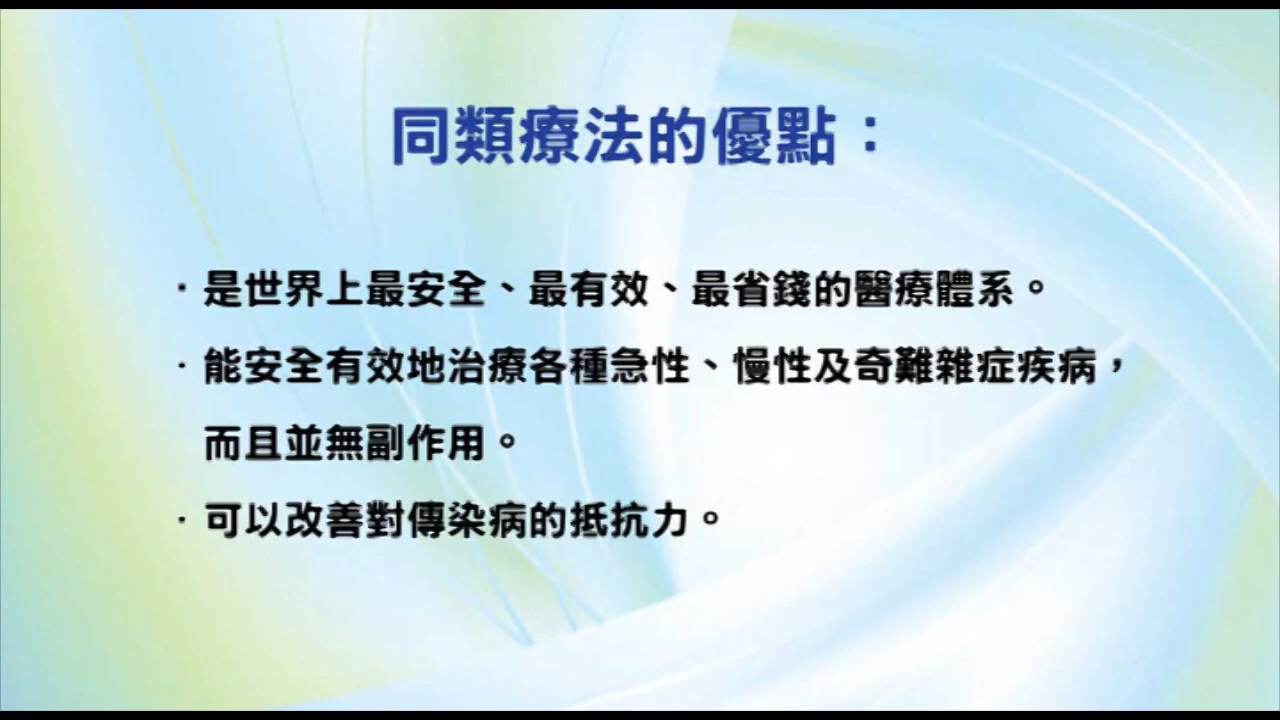 同類療法的優點：
·是世界上最安全、最有效、最省錢的醫療體系。
·能安全有效地治療各種急性、慢性及奇難雜症疾病，
而且並無副作用。
·可以改善對傳染病的抵抗力。